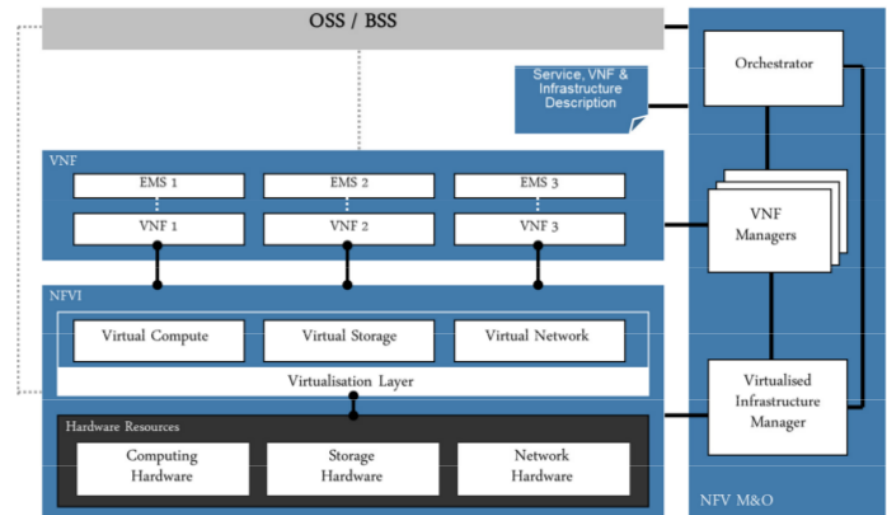 OSS / BSS
Orchestrator
Service, VNF &
Infrastructure
Description
VNF
EMS 1
EMS 2
EMS 3
VNF 1
VNF 2
VNF 3
VNF
Managers
NFVI
Virtual Compute
Virtual Storage
Virtual Network
Virtualisation Layer
Virtualised
Infrastructure
Manager
Hardware Resources
Computing
Hardware
Storage
Hardware
Network
Hardware
NFV M&O